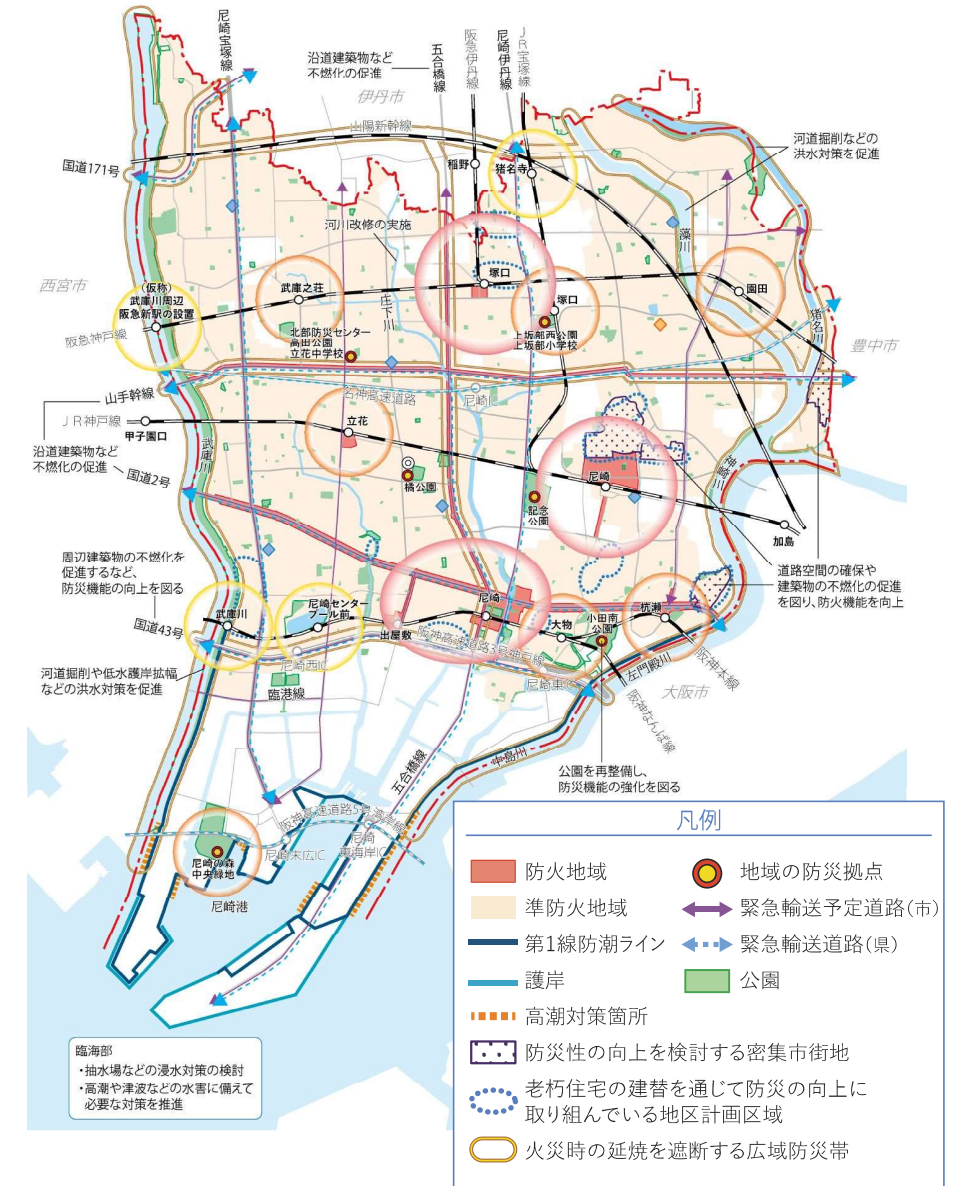 尼崎宝塚線
沿道建築物など
不燃化の促進
五合橋線
阪急伊丹線
尼崎伊丹線
JR宝塚線
伊丹市
山陽新幹線
国道171号
稲野
猪名寺
河道掘削などの
洪水対策を促進
河川改修の実施
藻川
西宮市
(仮称)
武庫川周辺
阪急新駅の設置
武庫之荘
庄下川
塚口
塚口
園田
猪名川
豊中市
阪急神戸線
北部防災センター
高田公園
立花中学校
上坂部西公園
上坂部小学校
山手幹線
名神高速道路
尼崎IC
JR神戸線
甲子園口
立花
沿道建築物など
不燃化の促進
国道2号
武庫川
橘公園
記念
公園
尼崎
神崎川
加島
周辺建築物の不燃化を
促進するなど、
防災機能の向上を図る
道路空間の確保や
建築物の不燃化の促進
を図り、防火機能を向上
武庫川
尼崎センター
プール前
出屋敷
尼崎
大物
小田南
公園
杭瀬
国道43号
阪神高速道路3号神戸線
尼崎西IC
尼崎東IC
左門殿川
阪神本線
大阪市
阪神なんば線
河道掘削や低水護岸拡幅
などの洪水対策を促進
臨港線
五合橋線
中島川
公園を再整備し、
防災機能の強化を図る
阪神高速道路5号湾岸線
尼崎末広IC
尼崎
東海岸IC
尼崎の森
中央緑地
尼崎港
凡例
防火地域
地域の防災拠点
準防火地域
緊急輸送予定道路(市)
第1線防潮ライン
緊急輸送道路(県)
護岸
公園
高潮対策箇所
防災性の向上を検討する密集市街地
老朽住宅の建替を通じて防災の向上に
取り組んでいる地区計画区域
火災時の延焼を遮断する広域防災帯
臨海部
・抽水場などの浸水対策の検討
・高潮や津波などの水害に備えて
必要な対策を推進